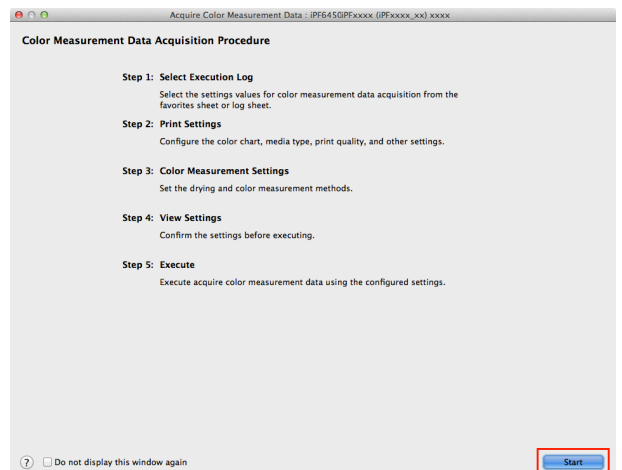 Acquire Color Measurement Data : iPF6450iPFxxxx (iPFxxxx_xx) xxxx
Color Measurement Data Acquisition Procedure
Step 1: Select Execution Log
Select the settings values for color measurement data acquisition from the
favorites sheet or log sheet.
Step 2: Print Settings
Configure the color chart, media type, print quality, and other settings.
Step 3: Color Measurement Settings
Set the drying and color measurement methods.
Step 4: View Settings
Confirm the settings before executing.
Step 5: Execute
Execute acquire color measurement data using the configured settings.
? Do not display this window again
Start